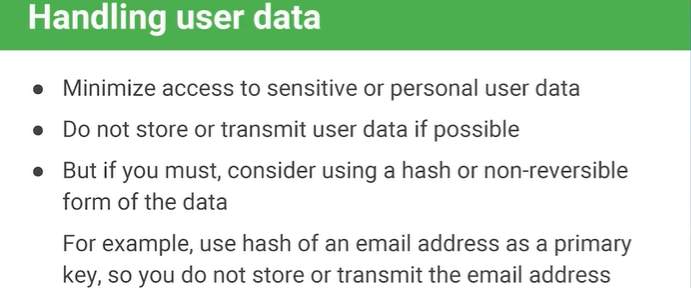 Handling user data
● Minimize access to sensitive or personal user data
● Do not store or transmit user data if possible
● But if you must, consider using a hash or non-reversible
form of the data
For example, use hash of an email address as a primary
key, so you do not store or transmit the email address